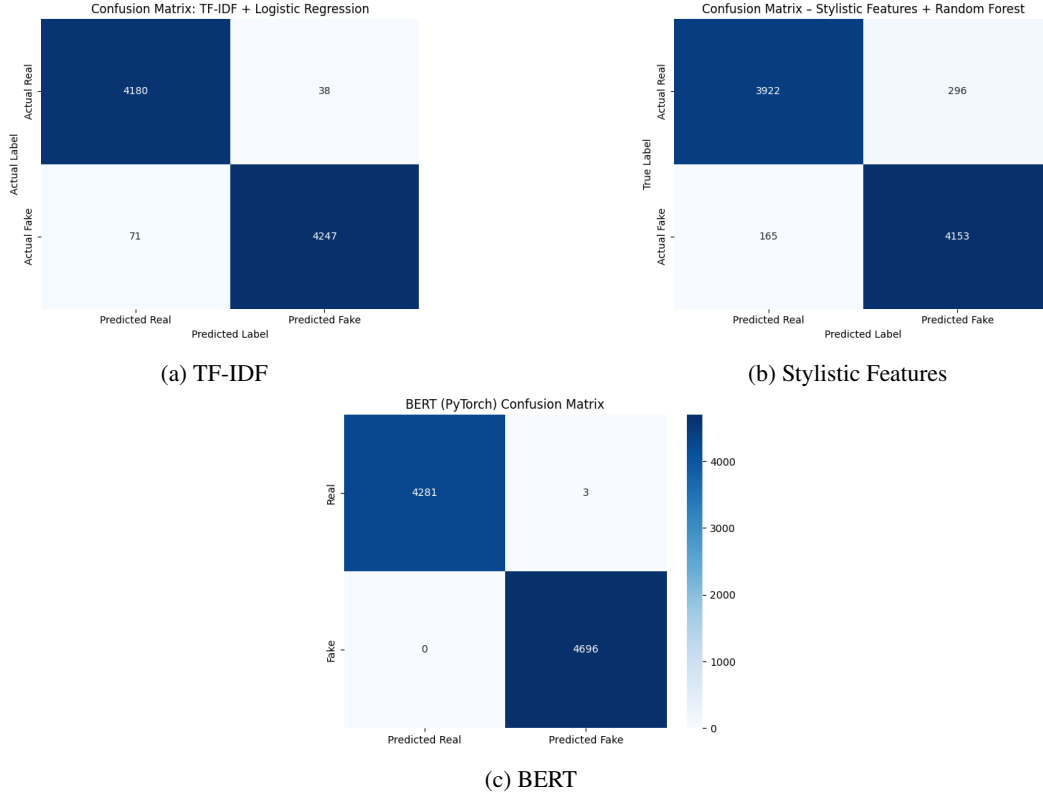 Confusion Matrix: TF-IDF + Logistic Regression
Actual Label
Actual Real
Actual Fake
4180
38
71
4247
Predicted Real
Predicted Fake
Predicted Label
(a) TF-IDF
Confusion Matrix – Stylistic Features + Random Forest
True Label
Actual Real
Actual Fake
3922
296
165
4153
Predicted Real
Predicted Fake
Predicted Label
(b) Stylistic Features
BERT (PyTorch) Confusion Matrix
Real
Fake
4281
3
0
4696
Predicted Real
Predicted Fake
4000
3000
2000
1000
0
(c) BERT